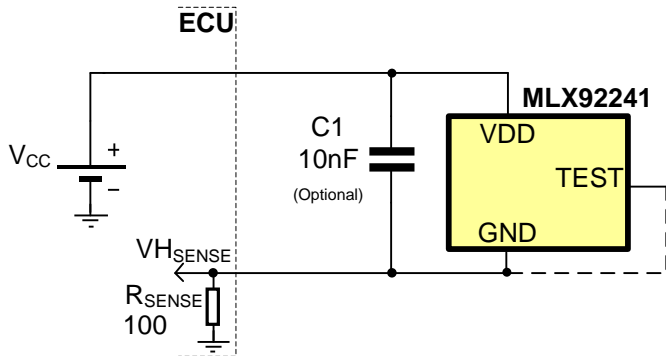 ECU
MLX92241
C1
10nF
(Optional)
VDD
TEST
GND
VCC
+
−
VHSENSE
RSENSE
100